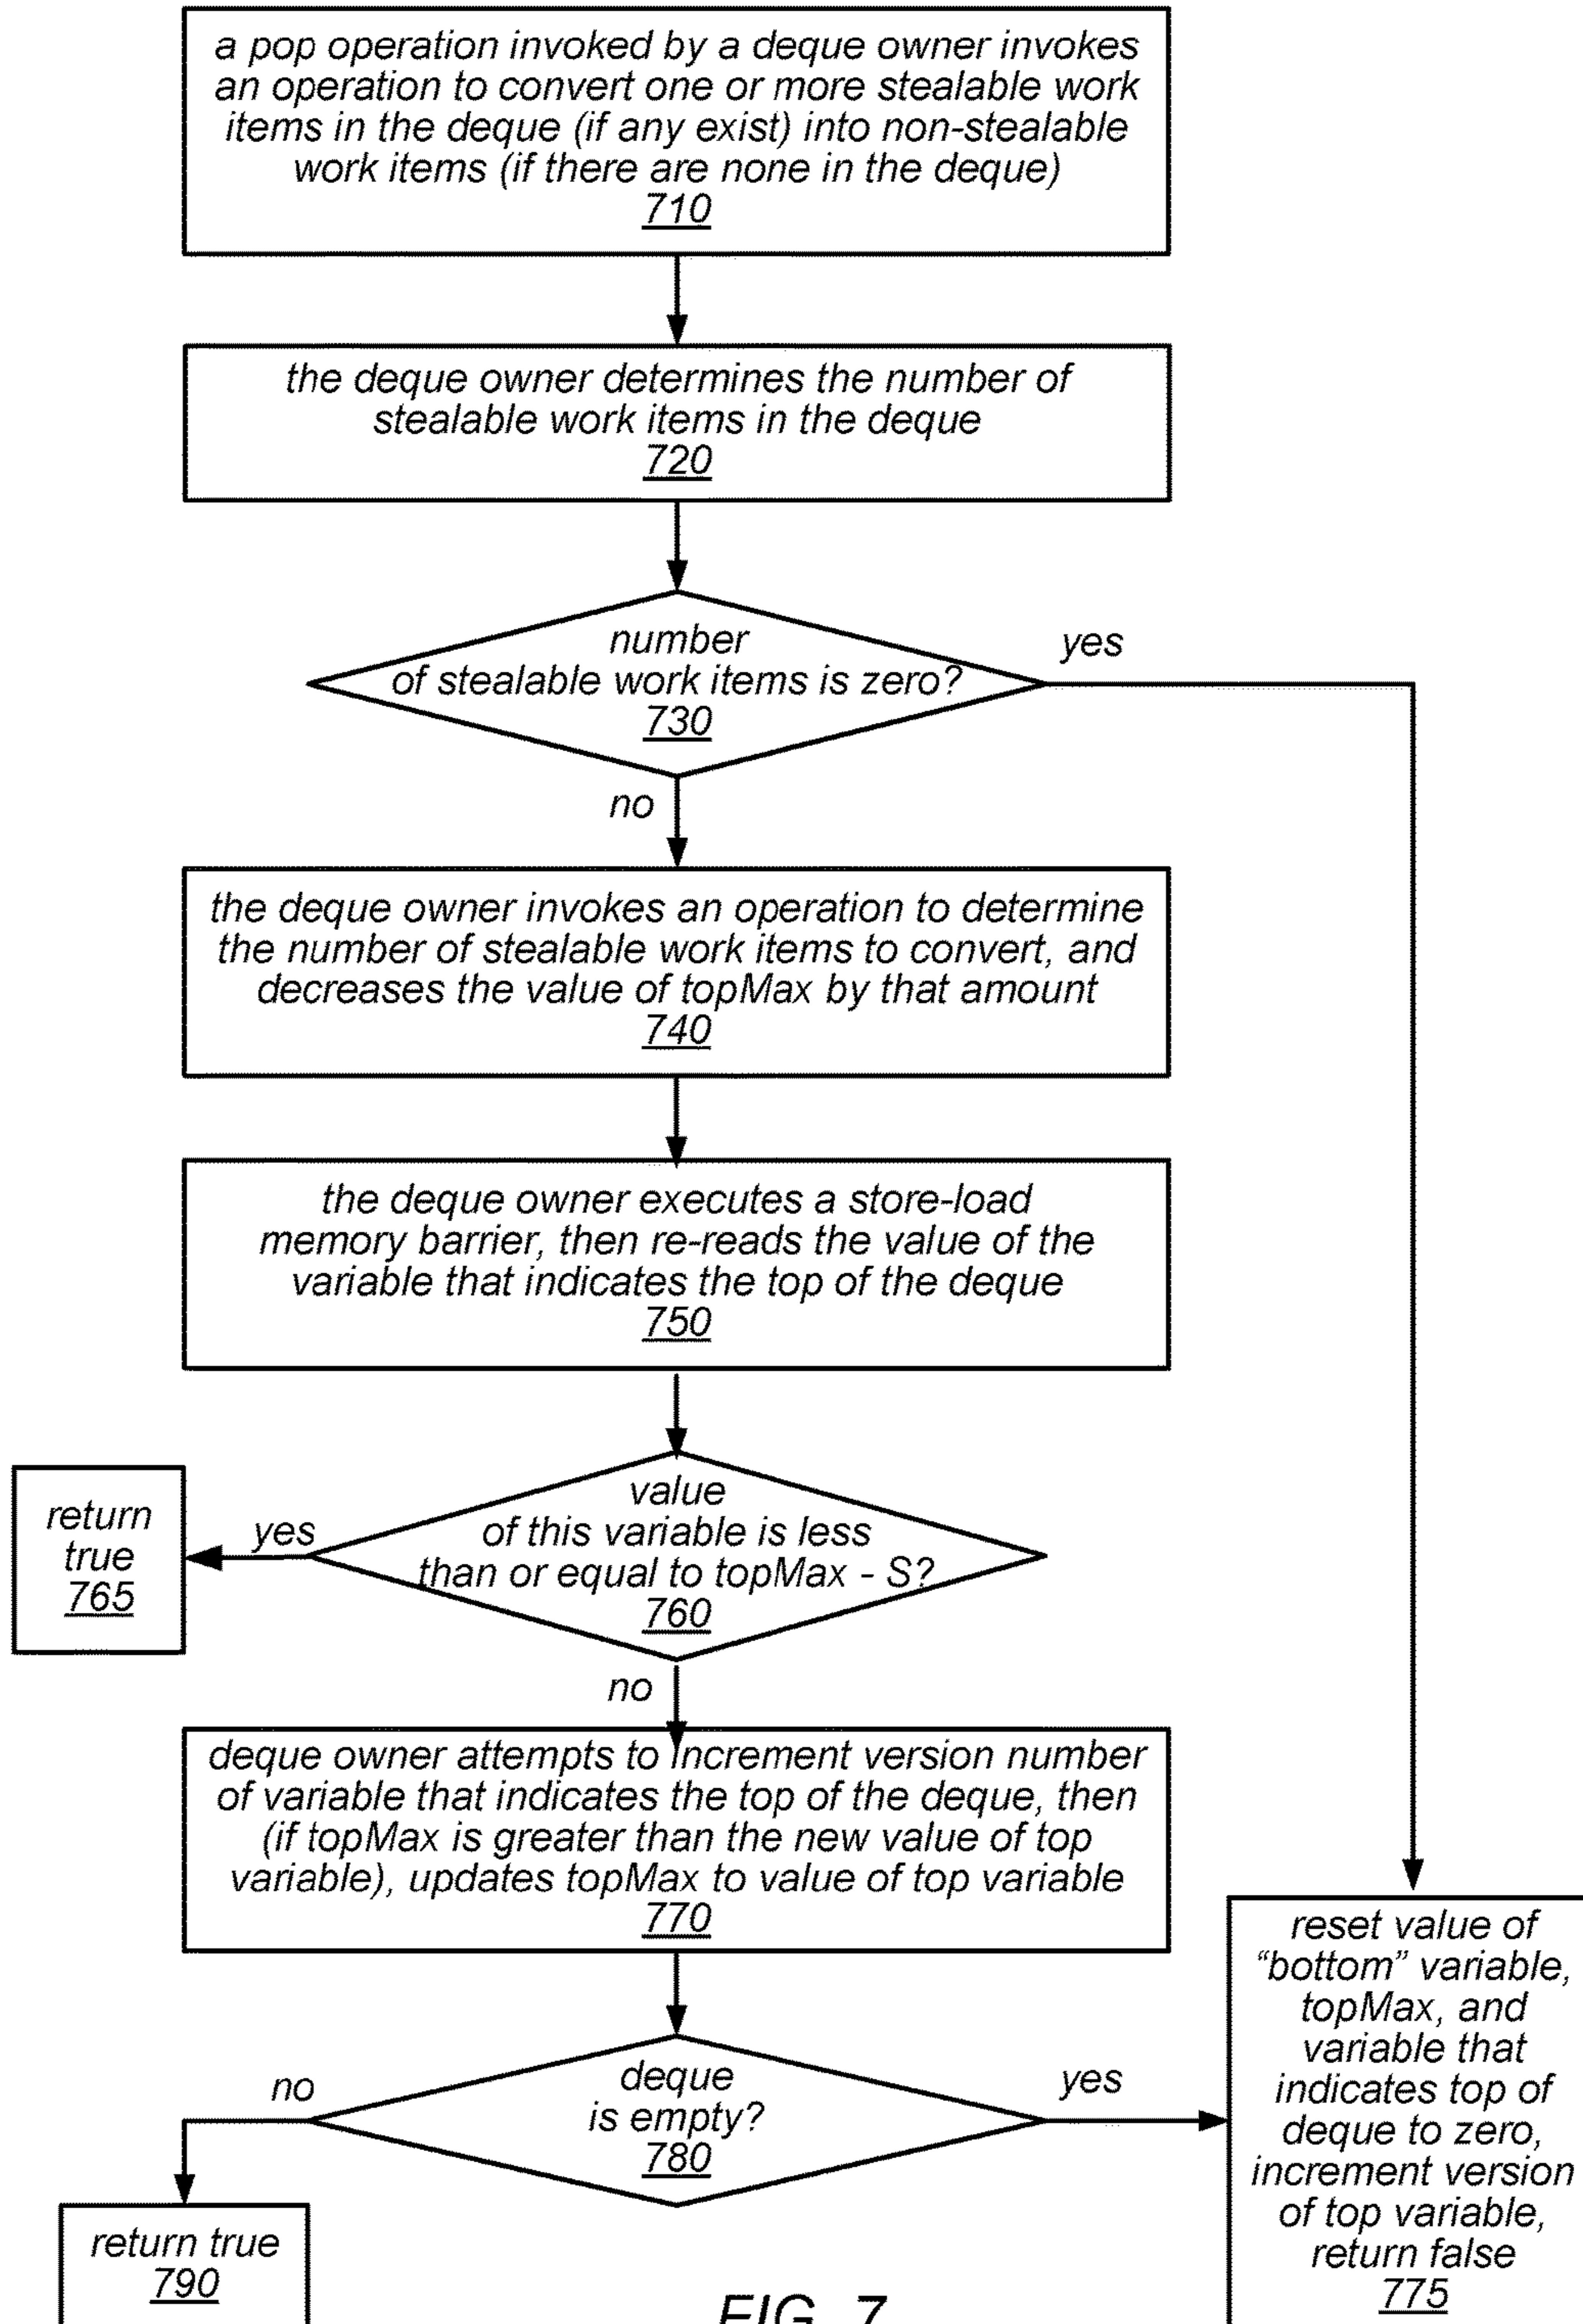 a pop operation invoked by a deque owner invokes
an operation to convert one or more stealable work
items in the deque (if any exist) into non-stealable
work items (if there are none in the deque)
710
the deque owner determines the number of
stealable work items in the deque
720
number
of stealable work items is zero?
730
yes
no
the deque owner invokes an operation to determine
the number of stealable work items to convert, and
decreases the value of topMax by that amount
740
the deque owner executes a store-load
memory barrier, then re-reads the value of the
variable that indicates the top of the deque
750
value
of this variable is less
than or equal to topMax - S?
760
yes
return
true
765
no
deque owner attempts to increment version number
of variable that indicates the top of the deque, then
(if topMax is greater than the new value of top
variable), updates topMax to value of top variable
770
deque
is empty?
780
no
yes
return true
790
reset value of
“bottom” variable,
topMax, and
variable that
indicates top of
deque to zero,
increment version
of top variable,
return false
775
FIG. 7